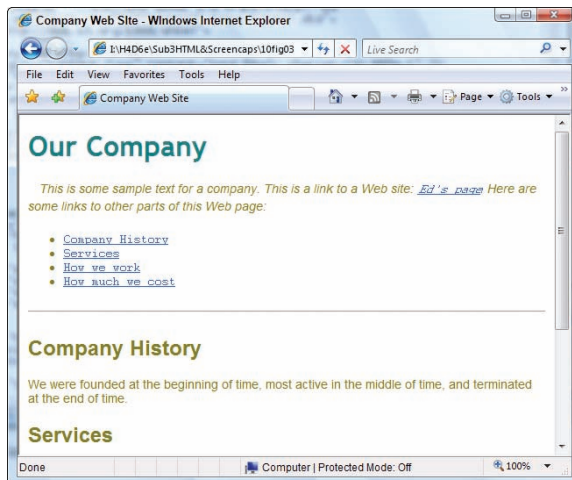 Company Web SIte - WIndows Internet Explorer
E:\H4D6e\Sub3HTML&Screencaps\10fig03
Live Search
File Edit View Favorites Tools Help
Company Web Site
Page Tools
Our Company
This is some sample text for a company. This is a link to a Web site: Ed's page Here are
some links to other parts of this Web page:
• Company History
• Services
• How we work
• How much we cost
Company History
We were founded at the beginning of time, most active in the middle of time, and terminated
at the end of time.
Services
Done
Computer | Protected Mode: Off
100%